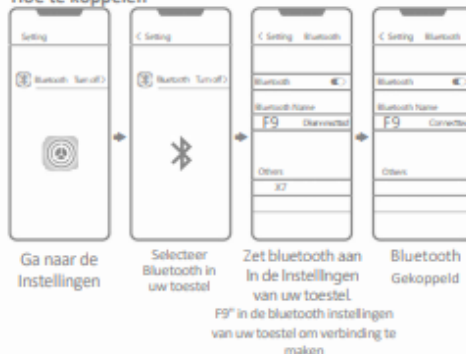 Hoe te koppelen
Setting
Bluetooth Turn off >
Ga naar de
Instellingen
< Setting
Bluetooth Turn off >
Selecteer
Bluetooth in
uw toestel
< Setting Bluetooth
Bluetooth
Bluetooth Name
F9 Disconnected
Others
X7
Zet bluetooth aan
In de Instellingen
van uw toestel.
F9" in de bluetooth instellingen
van uw toestel om verbinding te
maken
< Setting Bluetooth
Bluetooth
Bluetooth Name
F9 Connected
Others
Bluetooth
Gekoppeld